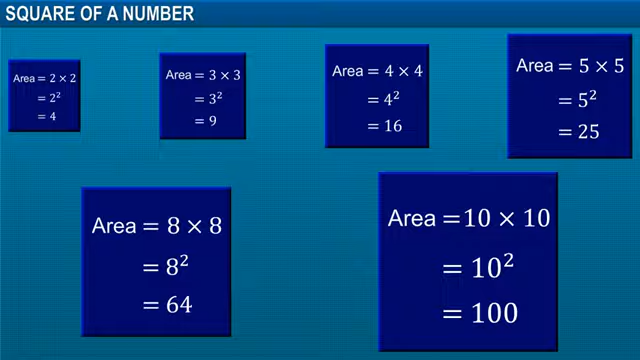 SQUARE OF A NUMBER
Area = 2 × 2
= 2²
= 4
Area = 3 × 3
= 3²
= 9
Area = 4 × 4
= 4²
= 16
Area = 5 × 5
= 5²
= 25
Area = 8 × 8
= 8²
= 64
Area =10 × 10
= 10²
= 100